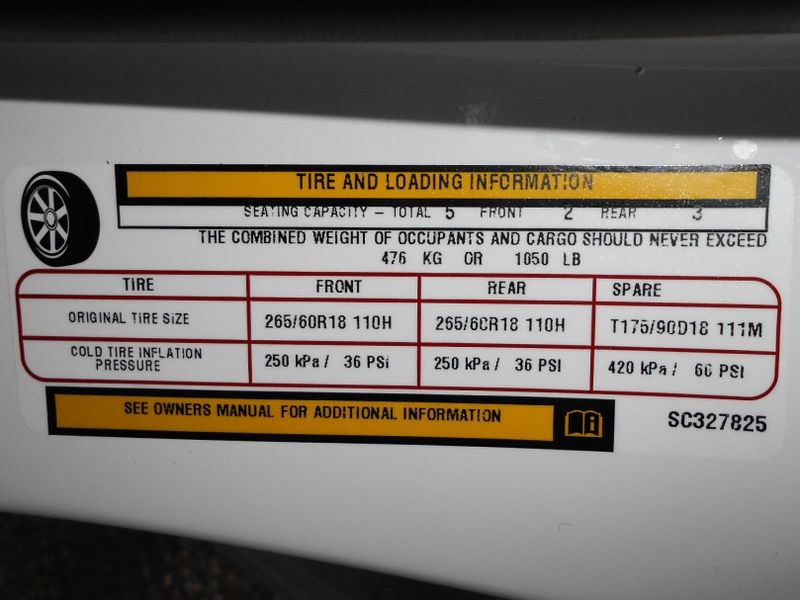 TIRE AND LOADING INFORMATION
SEATING CAPACITY – TOTAL 5 FRONT 2 REAR 3
THE COMBINED WEIGHT OF OCCUPANTS AND CARGO SHOULD NEVER EXCEED
476 KG OR 1050 LB
TIRE FRONT REAR SPARE
ORIGINAL TIRE SIZE 265/60R18 110H 265/60R18 110H T175/90D18 111M
COLD TIRE INFLATION
PRESSURE 250 kPa / 36 PSI 250 kPa / 36 PSI 420 kPa / 60 PSI
SEE OWNERS MANUAL FOR ADDITIONAL INFORMATION
SC327825